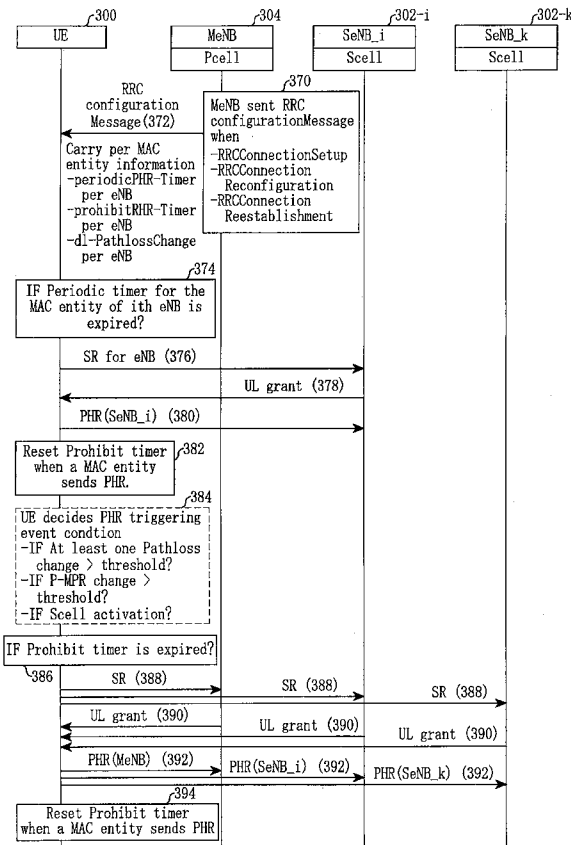 300
304
302-i
302-k
UE
MeNB
SeNB_i
SeNB_k
Pcell
Scell
Scell
370
RRC
configuration
Message(372)
MeNB sent RRC
configurationMessage
when
-RRCConnectionSetup
-RRCConnection
Reconfiguration
-RRCConnection
Reestablishment
Carry per MAC
entity information
-periodicPHR-Timer
per eNB
-prohibitRHR-Timer
per eNB
-dl-PathlossChange
per eNB
374
IF Periodic timer for the
MAC entity of ith eNB is
expired?
SR for eNB (376)
UL grant (378)
PHR(SeNB_i) (380)
382
Reset Prohibit timer
when a MAC entity
sends PHR.
384
UE decides PHR triggering
event condtion
-IF At least one Pathloss
change > threshold?
-IF P-MPR change >
threshold?
-IF Scell activation?
IF Prohibit timer is expired?
386
SR (388)
SR (388)
SR (388)
UL grant (390)
UL grant (390)
UL grant (390)
PHR(MeNB) (392)
PHR(SeNB_i) (392)
PHR(SeNB_k) (392)
394
Reset Prohibit timer
when a MAC entity sends PHR